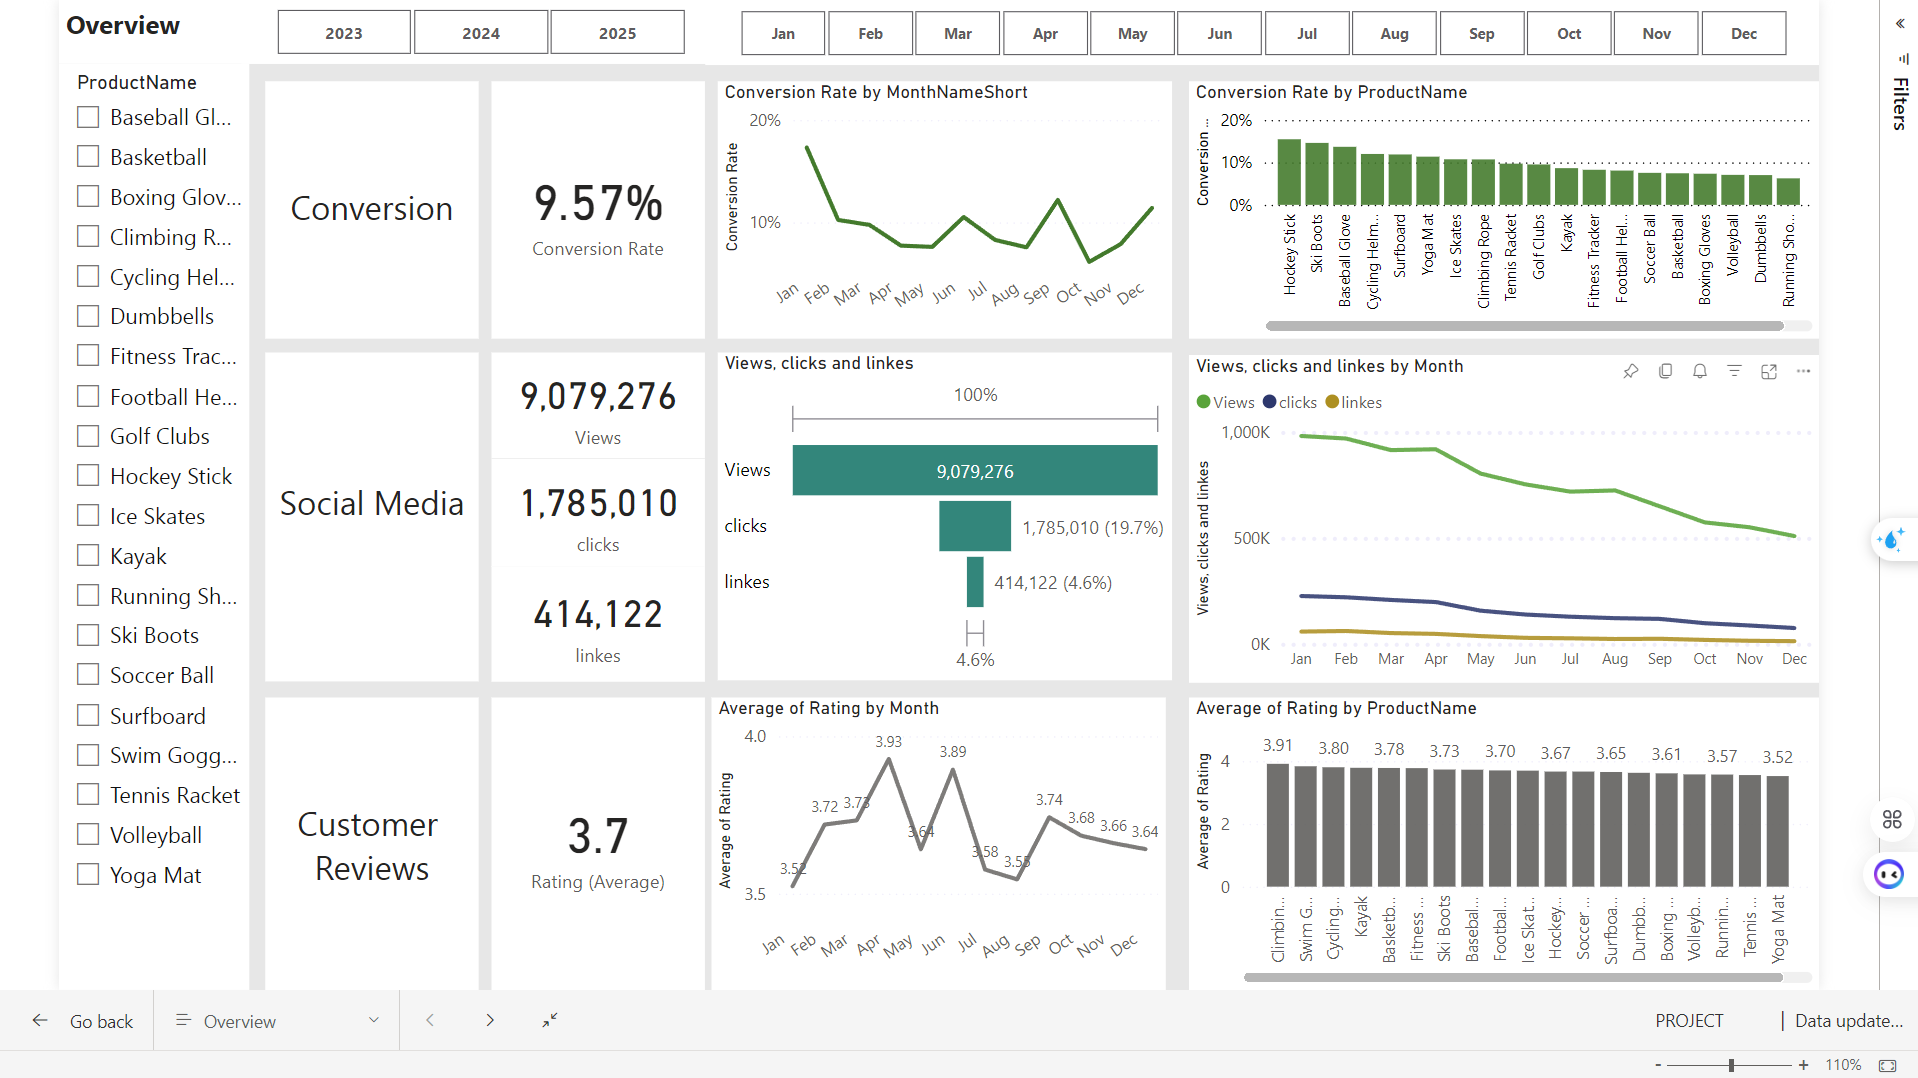 Overview
2023
2024
2025
Jan
Feb
Mar
Apr
May
Jun
Jul
Aug
Sep
Oct
Nov
Dec
ProductName
Baseball Gl...
Basketball
Boxing Glov...
Climbing R...
Cycling Hel...
Dumbbells
Fitness Trac...
Football He...
Golf Clubs
Hockey Stick
Ice Skates
Kayak
Running Sh...
Ski Boots
Soccer Ball
Surfboard
Swim Gogg...
Tennis Racket
Volleyball
Yoga Mat
Conversion
9.57%
Conversion Rate
Conversion Rate by MonthNameShort
Conversion Rate
20%
10%
Jan
Feb
Mar
Apr
May
Jun
Jul
Aug
Sep
Oct
Nov
Dec
Conversion Rate by ProductName
Conversion ...
20%
10%
0%
Hockey Stick
Ski Boots
Baseball Glove
Cycling Helm...
Surfboard
Yoga Mat
Ice Skates
Climbing Rope
Tennis Racket
Golf Clubs
Kayak
Fitness Tracker
Football Hel...
Soccer Ball
Basketball
Boxing Gloves
Volleyball
Dumbbells
Running Sho...
Social Media
9,079,276
Views
1,785,010
clicks
414,122
linkes
Views, clicks and linkes
100%
Views
9,079,276
clicks
1,785,010 (19.7%)
linkes
414,122 (4.6%)
4.6%
Views, clicks and linkes by Month
Views
clicks
linkes
Views, clicks and linkes
1,000K
500K
0K
Jan
Feb
Mar
Apr
May
Jun
Jul
Aug
Sep
Oct
Nov
Dec
Customer
Reviews
3.7
Rating (Average)
Average of Rating by Month
Average of Rating
4.0
3.5
3.52
3.72
3.73
3.93
3.64
3.89
3.58
3.55
3.74
3.68
3.66
3.64
Jan
Feb
Mar
Apr
May
Jun
Jul
Aug
Sep
Oct
Nov
Dec
Average of Rating by ProductName
Average of Rating
4
2
0
3.91
3.80
3.78
3.73
3.70
3.67
3.65
3.61
3.57
3.52
Climbin...
Swim G...
Cycling...
Kayak
Basketb...
Fitness ...
Ski Boots
Basebal...
Footbal...
Ice Skat...
Hockey...
Soccer ...
Surfboa...
Dumbb...
Boxing ...
Volleyb...
Runnin...
Tennis ...
Yoga Mat
Filters
Go back
Overview
PROJECT
Data update...
-
+
110%